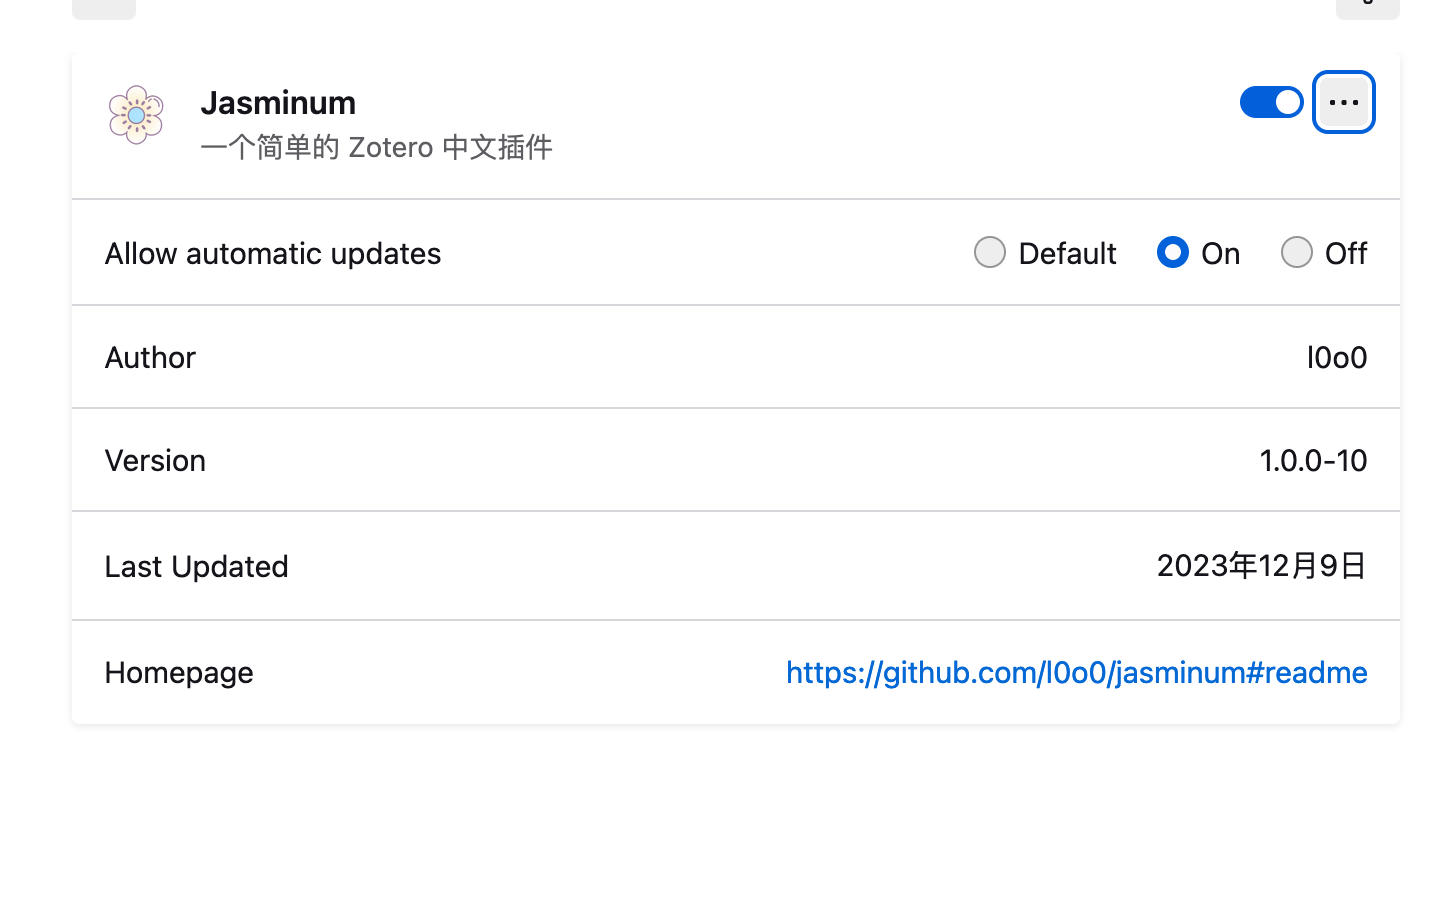 Jasminum
一个简单的 Zotero 中文插件
Allow automatic updates Default On Off
Author l0o0
Version 1.0.0-10
Last Updated 2023年12月9日
Homepage https://github.com/l0o0/jasminum#readme